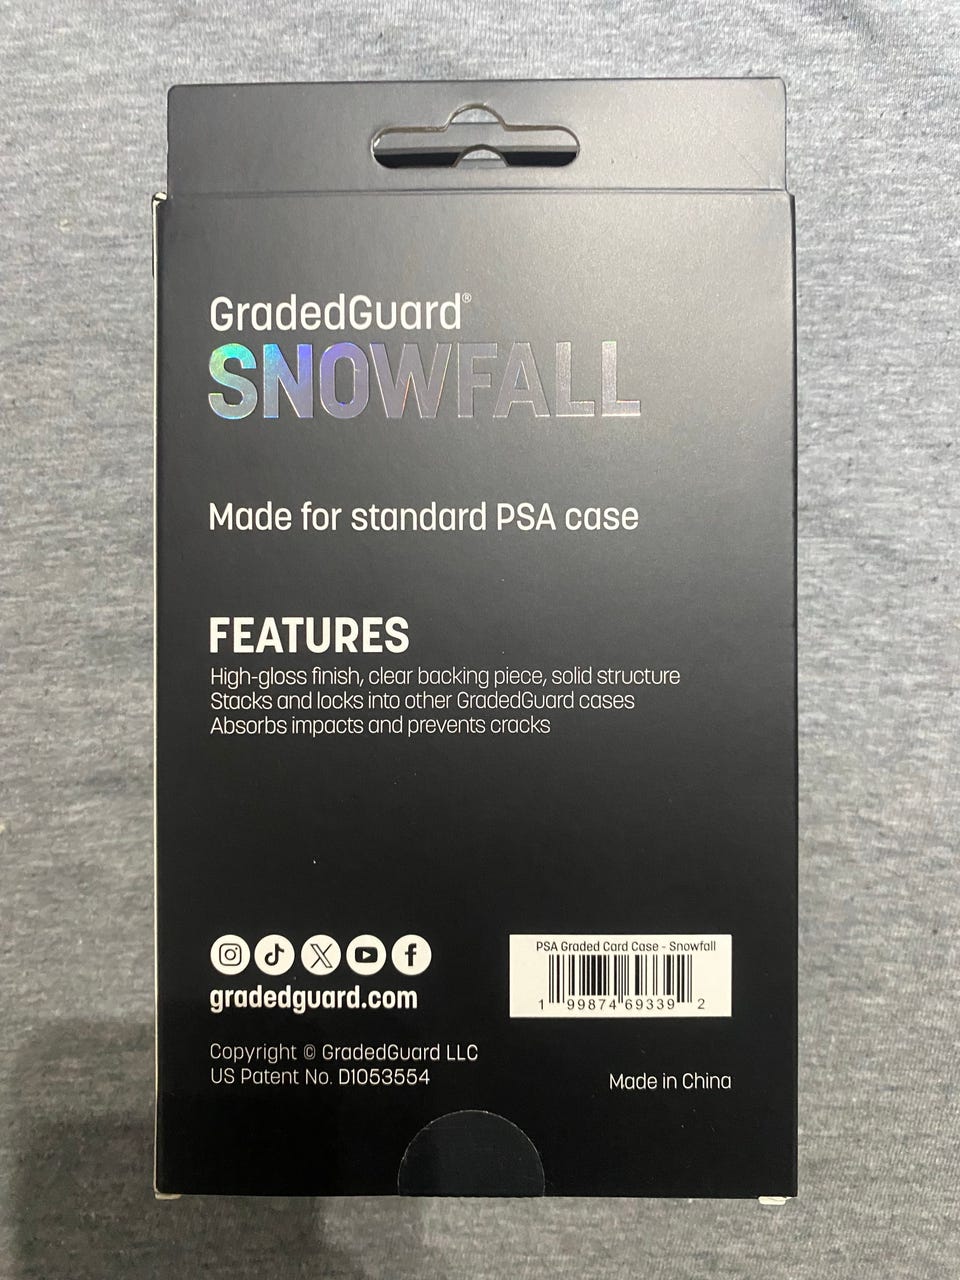 GradedGuard®
SNOWFALL
Made for standard PSA case
FEATURES
High-gloss finish, clear backing piece, solid structure
Stacks and locks into other GradedGuard cases
Absorbs impacts and prevents cracks
gradedguard.com
PSA Graded Card Case - Snowfall
1 99874 69339 2
Copyright © GradedGuard LLC
US Patent No. D1053554
Made in China